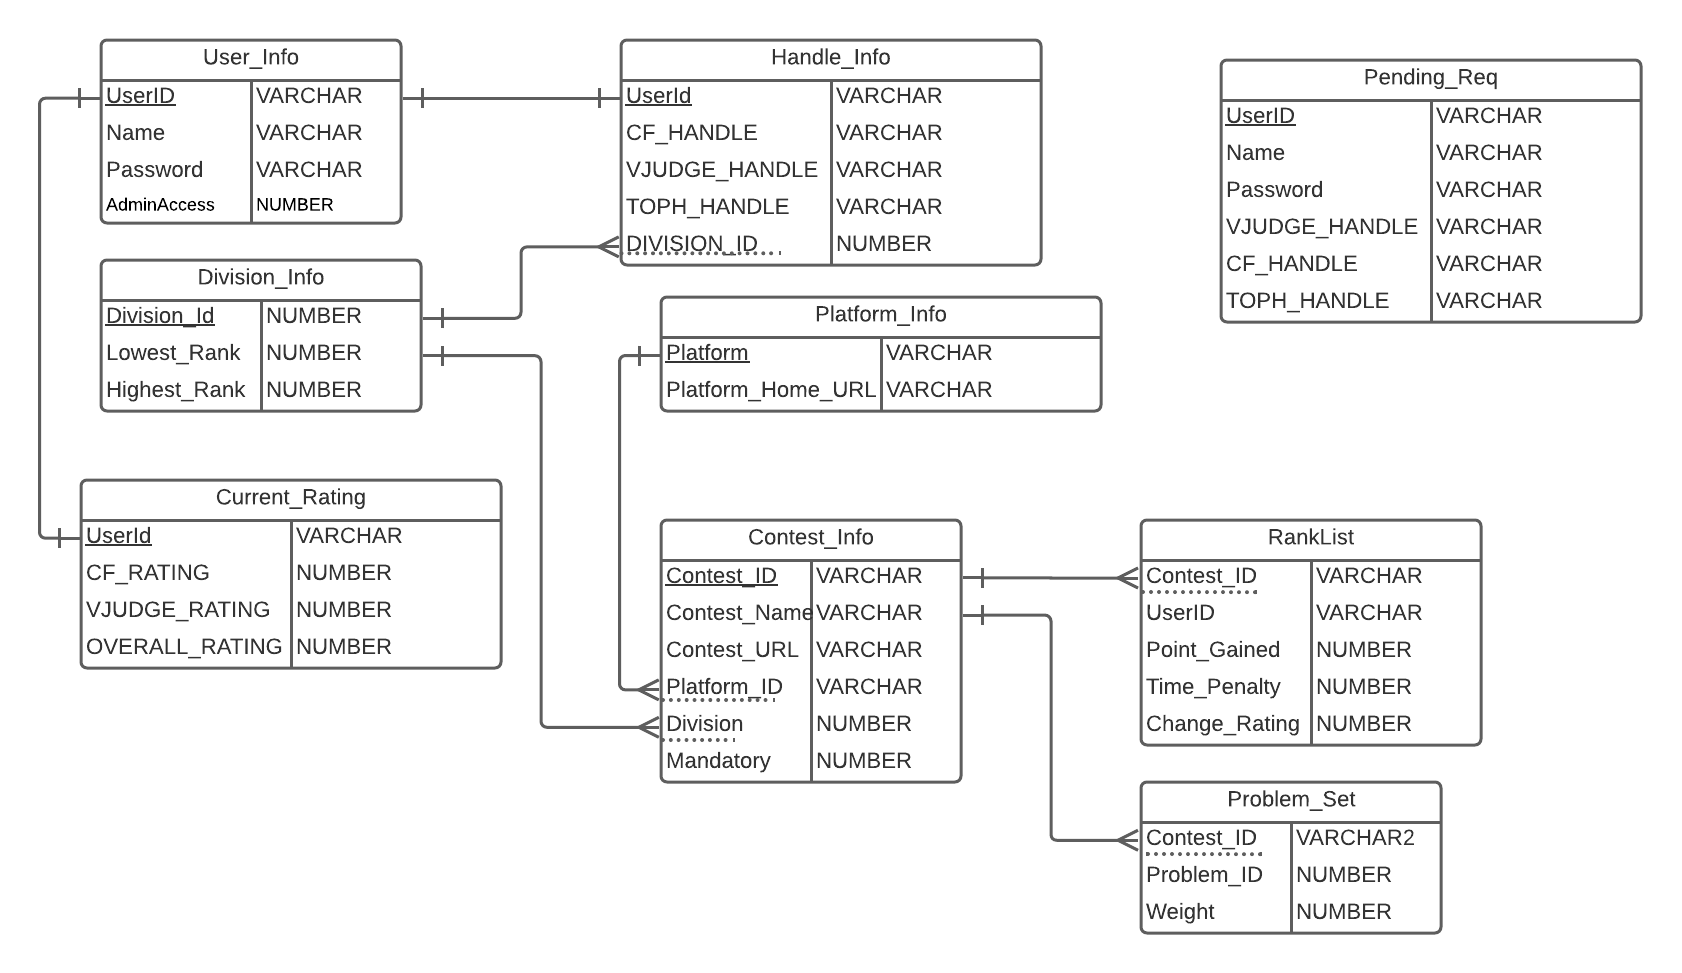 User_Info
UserID VARCHAR
Name VARCHAR
Password VARCHAR
AdminAccess NUMBER
Handle_Info
UserId VARCHAR
CF_HANDLE VARCHAR
VJUDGE_HANDLE VARCHAR
TOPH_HANDLE VARCHAR
DIVISION_ID NUMBER
Pending_Req
UserID VARCHAR
Name VARCHAR
Password VARCHAR
VJUDGE_HANDLE VARCHAR
CF_HANDLE VARCHAR
TOPH_HANDLE VARCHAR
Division_Info
Division_Id NUMBER
Lowest_Rank NUMBER
Highest_Rank NUMBER
Platform_Info
Platform VARCHAR
Platform_Home_URL VARCHAR
Current_Rating
UserId VARCHAR
CF_RATING NUMBER
VJUDGE_RATING NUMBER
OVERALL_RATING NUMBER
Contest_Info
Contest_ID VARCHAR
Contest_Name VARCHAR
Contest_URL VARCHAR
Platform_ID VARCHAR
Division NUMBER
Mandatory NUMBER
RankList
Contest_ID VARCHAR
UserID VARCHAR
Point_Gained NUMBER
Time_Penalty NUMBER
Change_Rating NUMBER
Problem_Set
Contest_ID VARCHAR2
Problem_ID NUMBER
Weight NUMBER